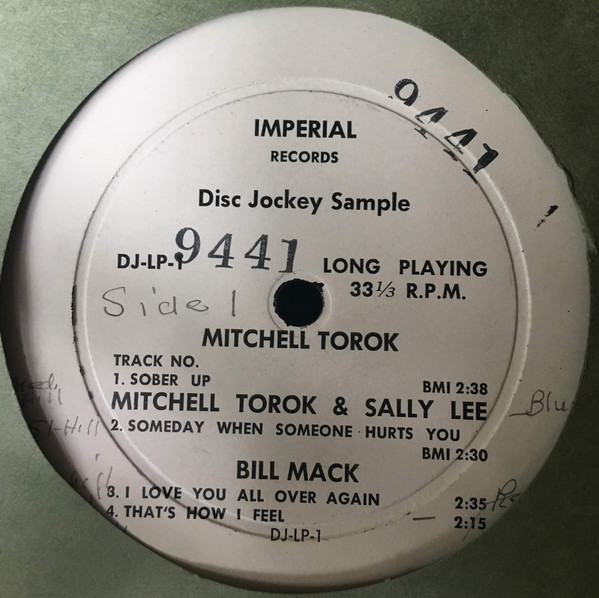 9441
IMPERIAL
RECORDS
Disc Jockey Sample
DJ-LP-1 9441 LONG PLAYING
33 1/3 R.P.M.
Side 1
MITCHELL TOROK
TRACK NO.
1. SOBER UP BMI 2:38
MITCHELL TOROK & SALLY LEE
2. SOMEDAY WHEN SOMEONE HURTS YOU
BMI 2:30
BILL MACK
3. I LOVE YOU ALL OVER AGAIN 2:35
4. THAT'S HOW I FEEL 2:15
DJ-LP-1